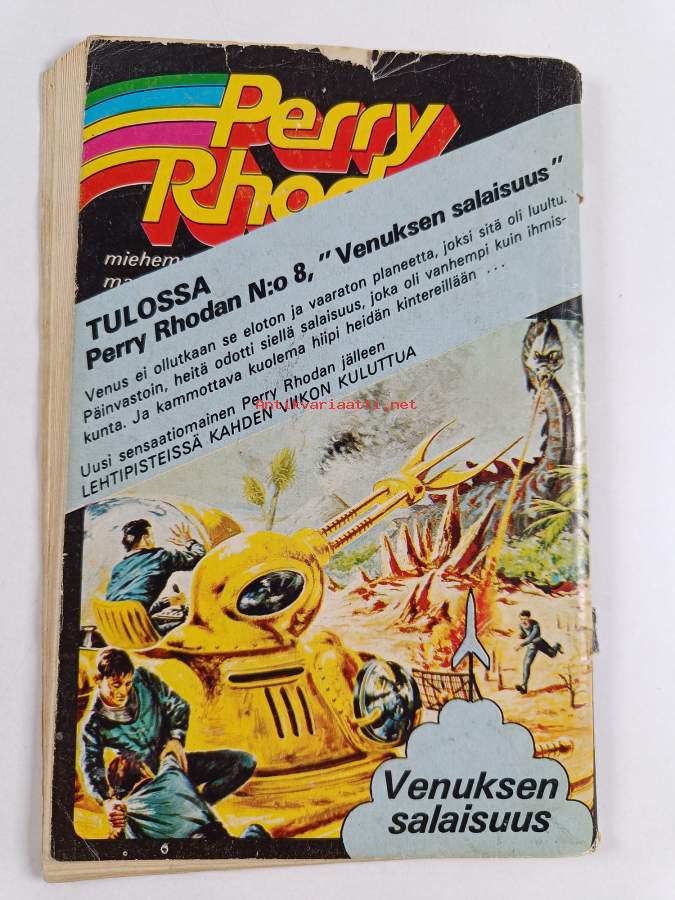 Perry
Rhod
miehem
ma
TULOSSA
Perry Rhodan N:o 8, ”Venuksen salaisuus”
Venus ei ollutkaan se eloton ja vaaraton planeetta, joksi sitä oli luultu.
Päinvastoin, heitä odotti siellä salaisuus, joka oli vanhempi kuin ihmis-
kunta. Ja kammottava kuolema hiipi heidän kintereillään ...
Uusi sensaatiomainen Perry Rhodan jälleen
LEHTIPISTEISSÄ KAHDEN VIIKON KULUTTUA
Antikvariaatti.net
Venuksen
salaisuus